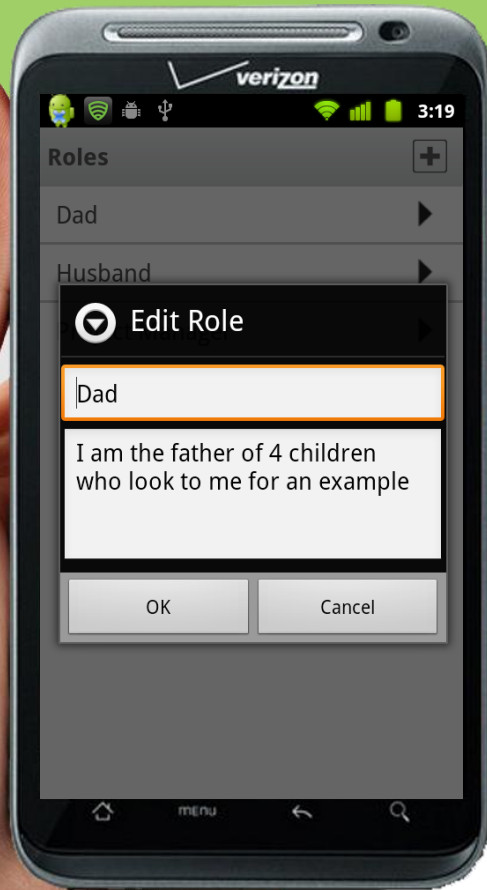 verizon
3:19
Roles
Dad
Husband
Edit Role
Dad
I am the father of 4 children
who look to me for an example
OK
Cancel
MENU